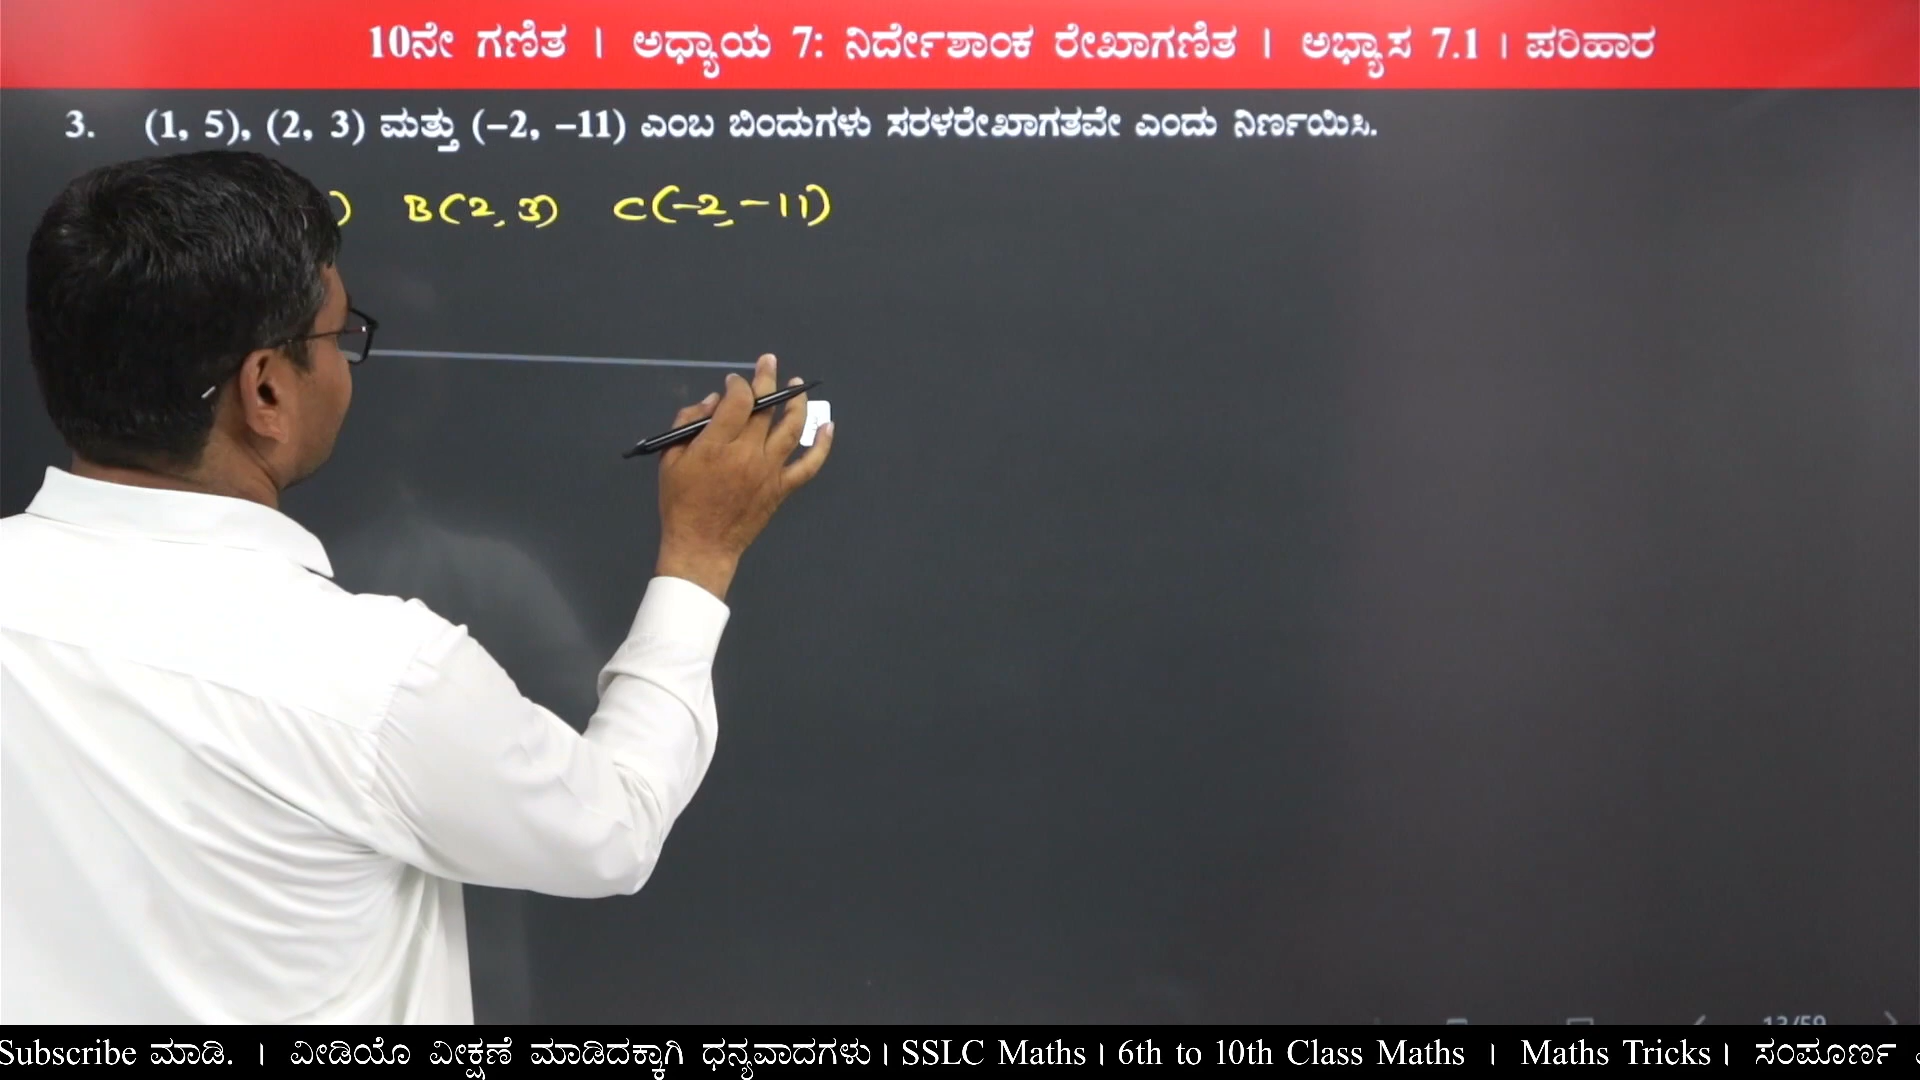 10ನೇ ಗಣಿತ । ಅಧ್ಯಾಯ 7: ನಿರ್ದೇಶಾಂಕ ರೇಖಾಗಣಿತ । ಅಭ್ಯಾಸ 7.1 । ಪರಿಹಾರ
3. (1, 5), (2, 3) ಮತ್ತು (–2, –11) ಎಂಬ ಬಿಂದುಗಳು ಸರಳರೇಖಾಗತವೇ ಎಂದು ನಿರ್ಣಯಿಸಿ.
) B(2, 3) C(-2, -11)
13/59
Subscribe ಮಾಡಿ. । ವೀಡಿಯೊ ವೀಕ್ಷಣೆ ಮಾಡಿದಕ್ಕಾಗಿ ಧನ್ಯವಾದಗಳು । SSLC Maths । 6th to 10th Class Maths । Maths Tricks । ಸಂಪೂರ್ಣ